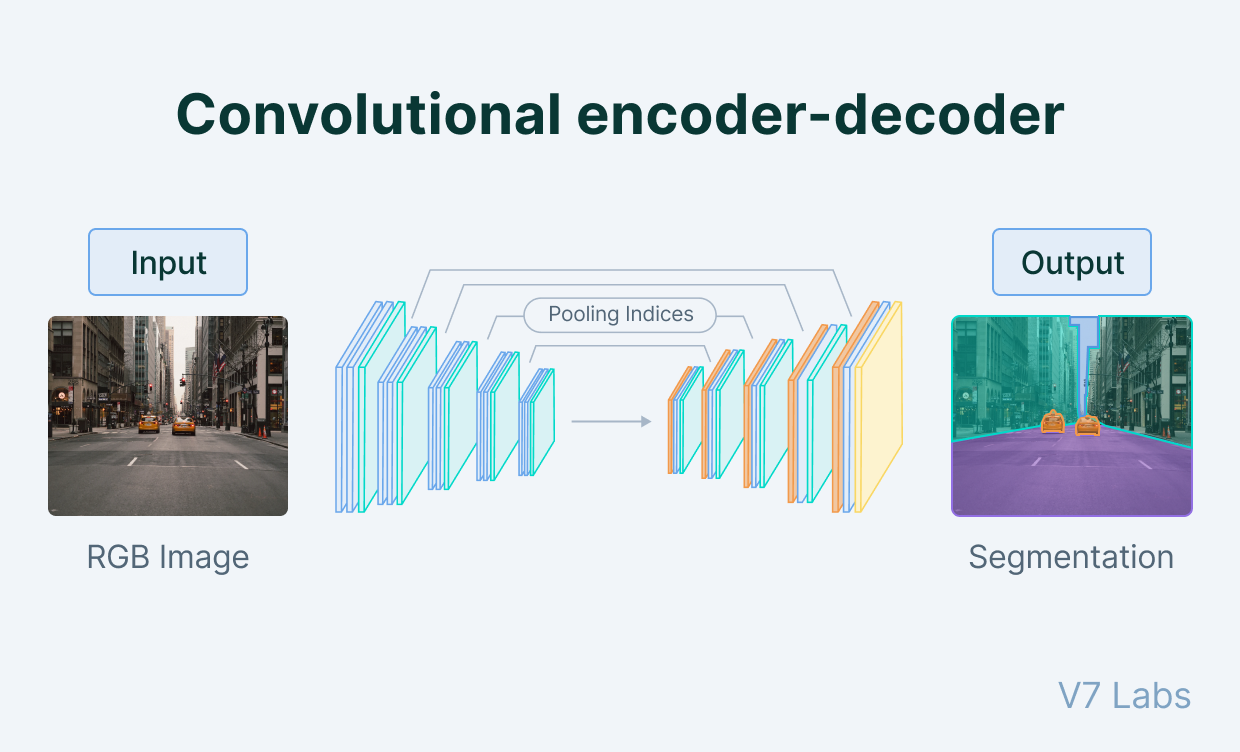 Convolutional encoder-decoder
Input
Output
Pooling Indices
RGB Image
Segmentation
V7 Labs